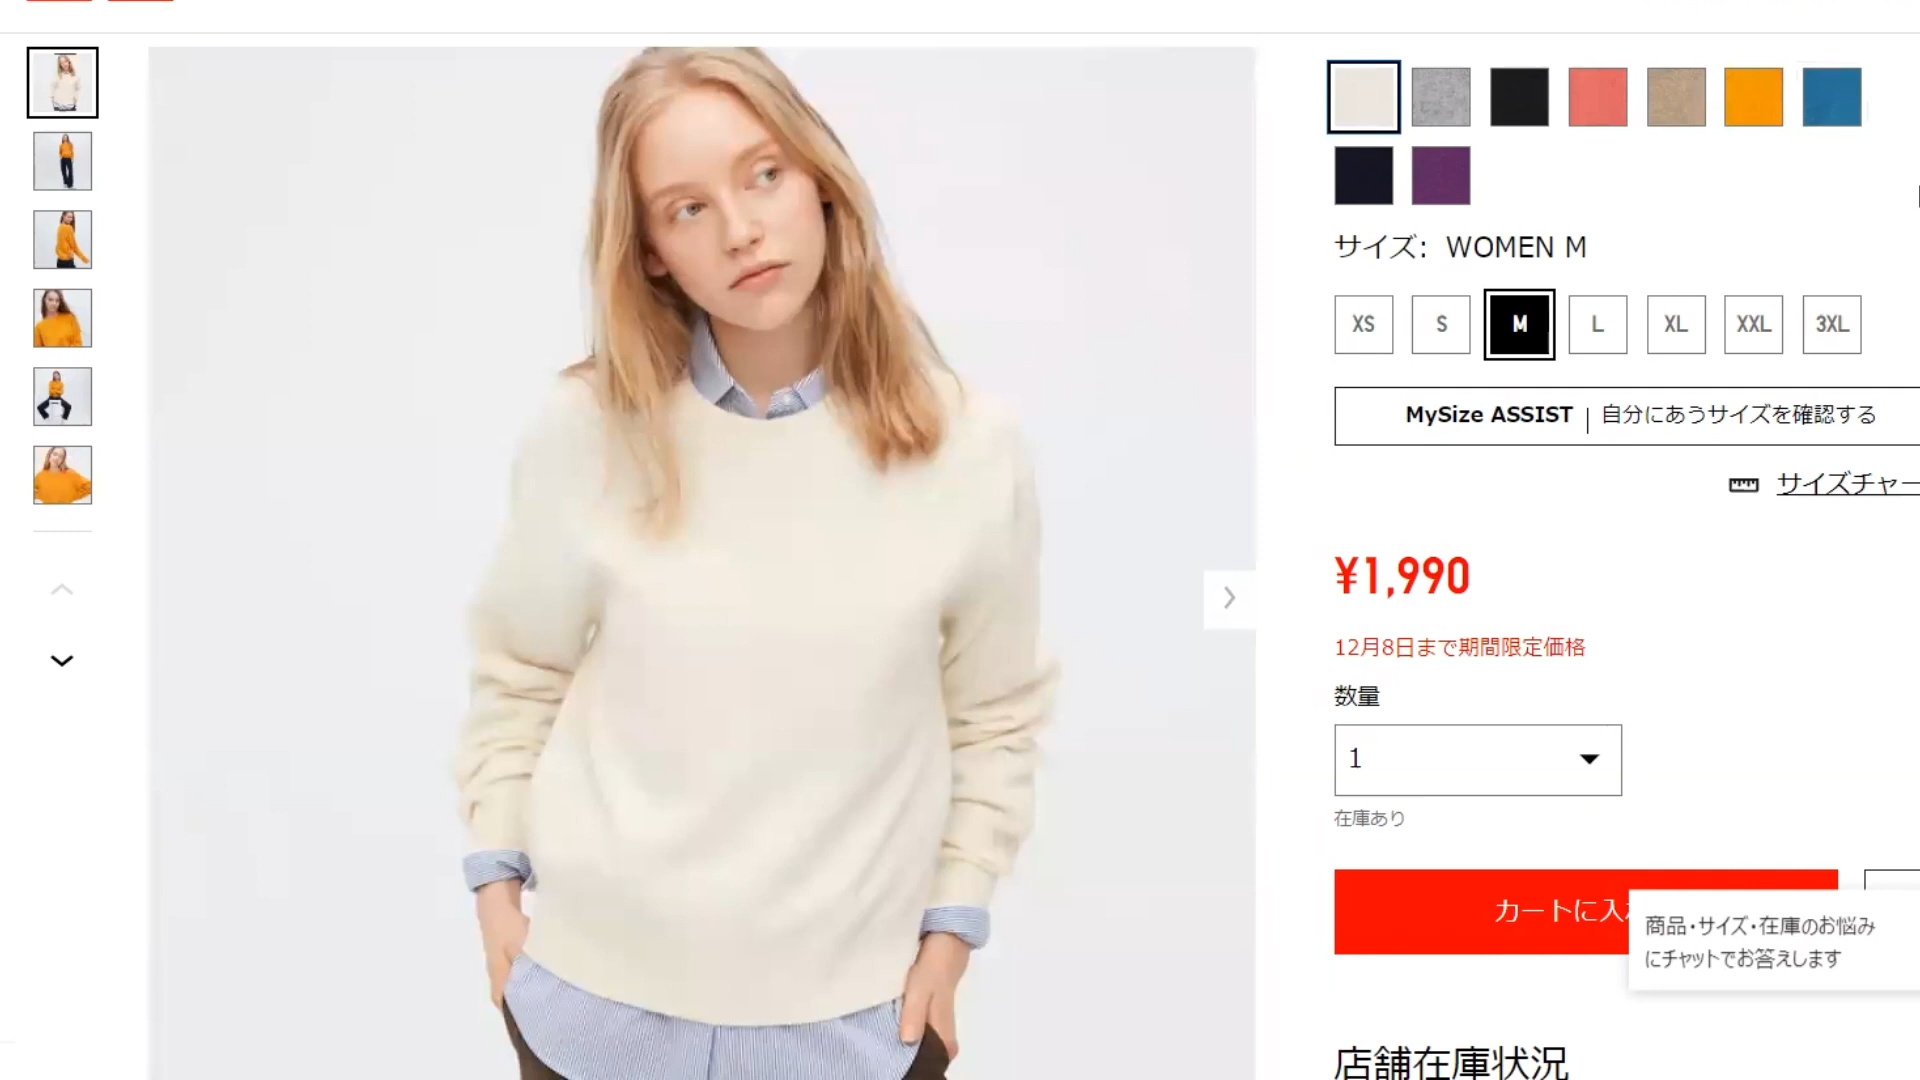 サイズ: WOMEN M
XS S M L XL XXL 3XL
MySize ASSIST | 自分にあうサイズを確認する
サイズチャー
¥1,990
12月8日まで期間限定価格
数量
1
在庫あり
カートに入
商品・サイズ・在庫のお悩み
にチャットでお答えします
店舗在庫状況